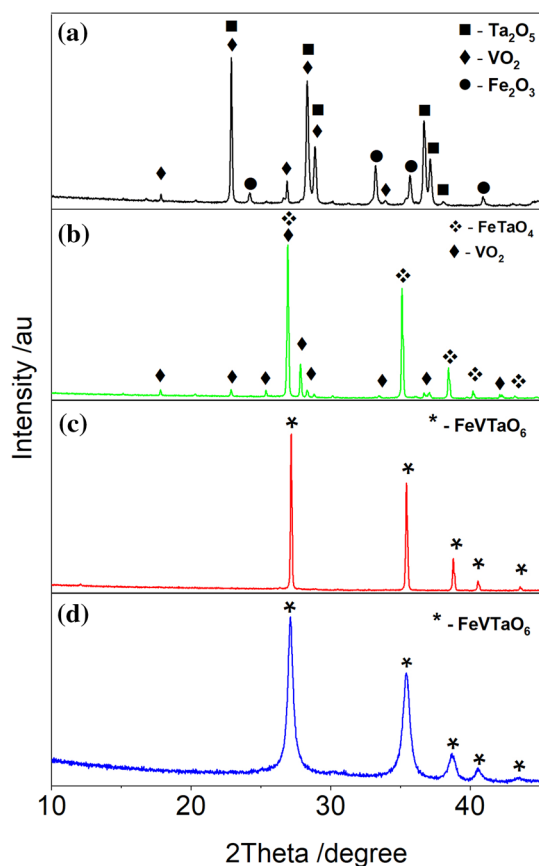 (a)
■ - Ta₂O₅
♦ - VO₂
● - Fe₂O₃
(b)
❖ - FeTaO₄
♦ - VO₂
(c)
* - FeVTaO₆
(d)
* - FeVTaO₆
Intensity /au
10 20 30 40
2Theta /degree